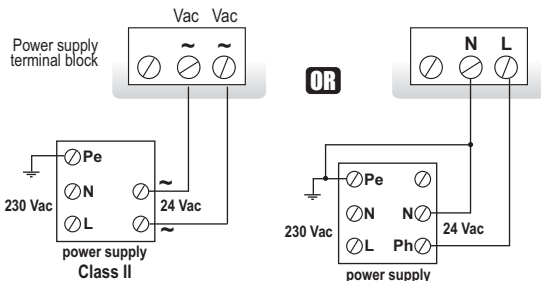 Vac Vac
Power supply
terminal block
~ ~
Pe
N
L
230 Vac
~
24 Vac
~
power supply
Class II
OR
N L
Pe
N N
230 Vac
24 Vac
L Ph
power supply